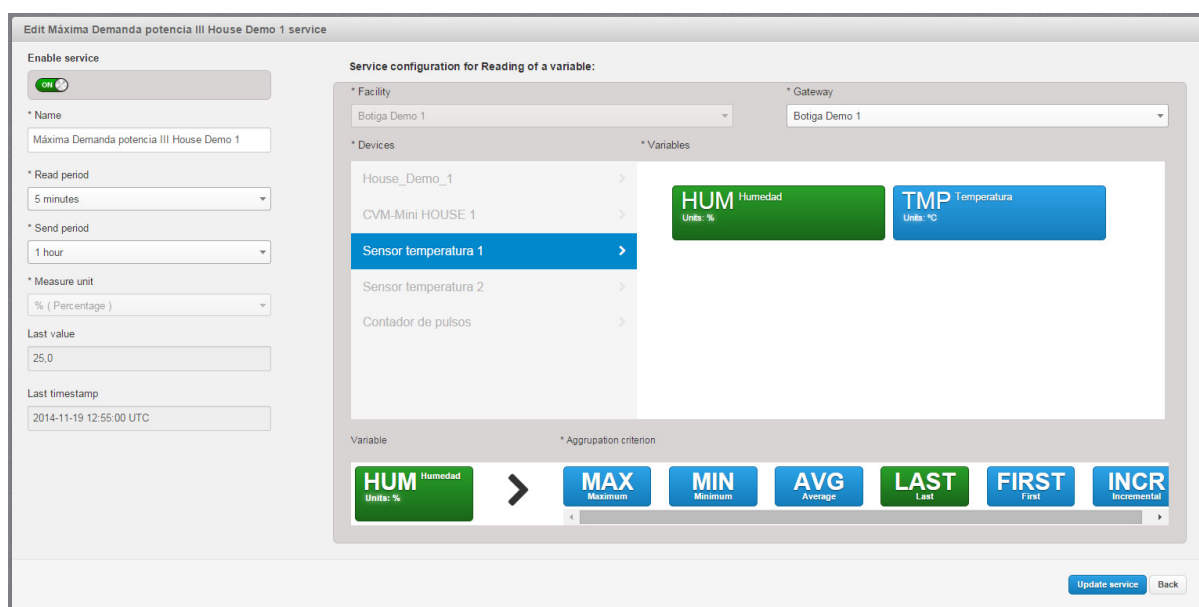 Edit Máxima Demanda potencia III House Demo 1 service
Enable service
ON
* Name
Máxima Demanda potencia III House Demo 1
* Read period
5 minutes
* Send period
1 hour
* Measure unit
% ( Percentage )
Last value
25,0
Last timestamp
2014-11-19 12:55:00 UTC
Service configuration for Reading of a variable:
* Facility
Botiga Demo 1
* Gateway
Botiga Demo 1
* Devices
House_Demo_1
CVM-Mini HOUSE 1
Sensor temperatura 1
Sensor temperatura 2
Contador de pulsos
* Variables
HUM Humedad
Units: %
TMP Temperatura
Units: ºC
Variable
HUM Humedad
Units: %
* Aggrupation criterion
MAX
Maximum
MIN
Minimum
AVG
Average
LAST
Last
FIRST
First
INCR
Incremental
Update service
Back